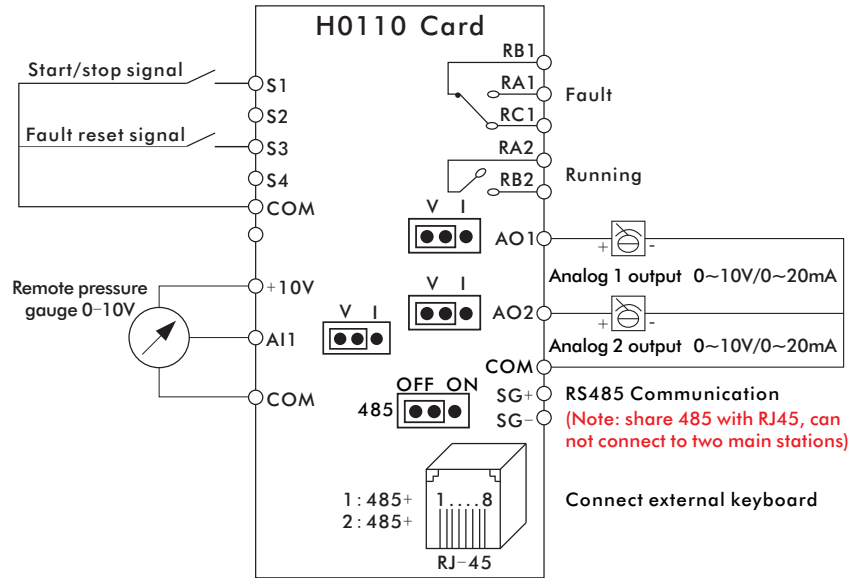 H0110 Card
Start/stop signal
S1
S2
Fault reset signal
S3
S4
COM
Remote pressure
gauge 0-10V
+10V
AI1
COM
V I
RB1
RA1
RC1
Fault
RA2
RB2
Running
V I
AO1
+ -
Analog 1 output 0~10V/0~20mA
V I
AO2
+ -
Analog 2 output 0~10V/0~20mA
COM
OFF ON
485
SG+
SG-
RS485 Communication
(Note: share 485 with RJ45, can
not connect to two main stations)
1:485+
2:485+
1....8
RJ-45
Connect external keyboard